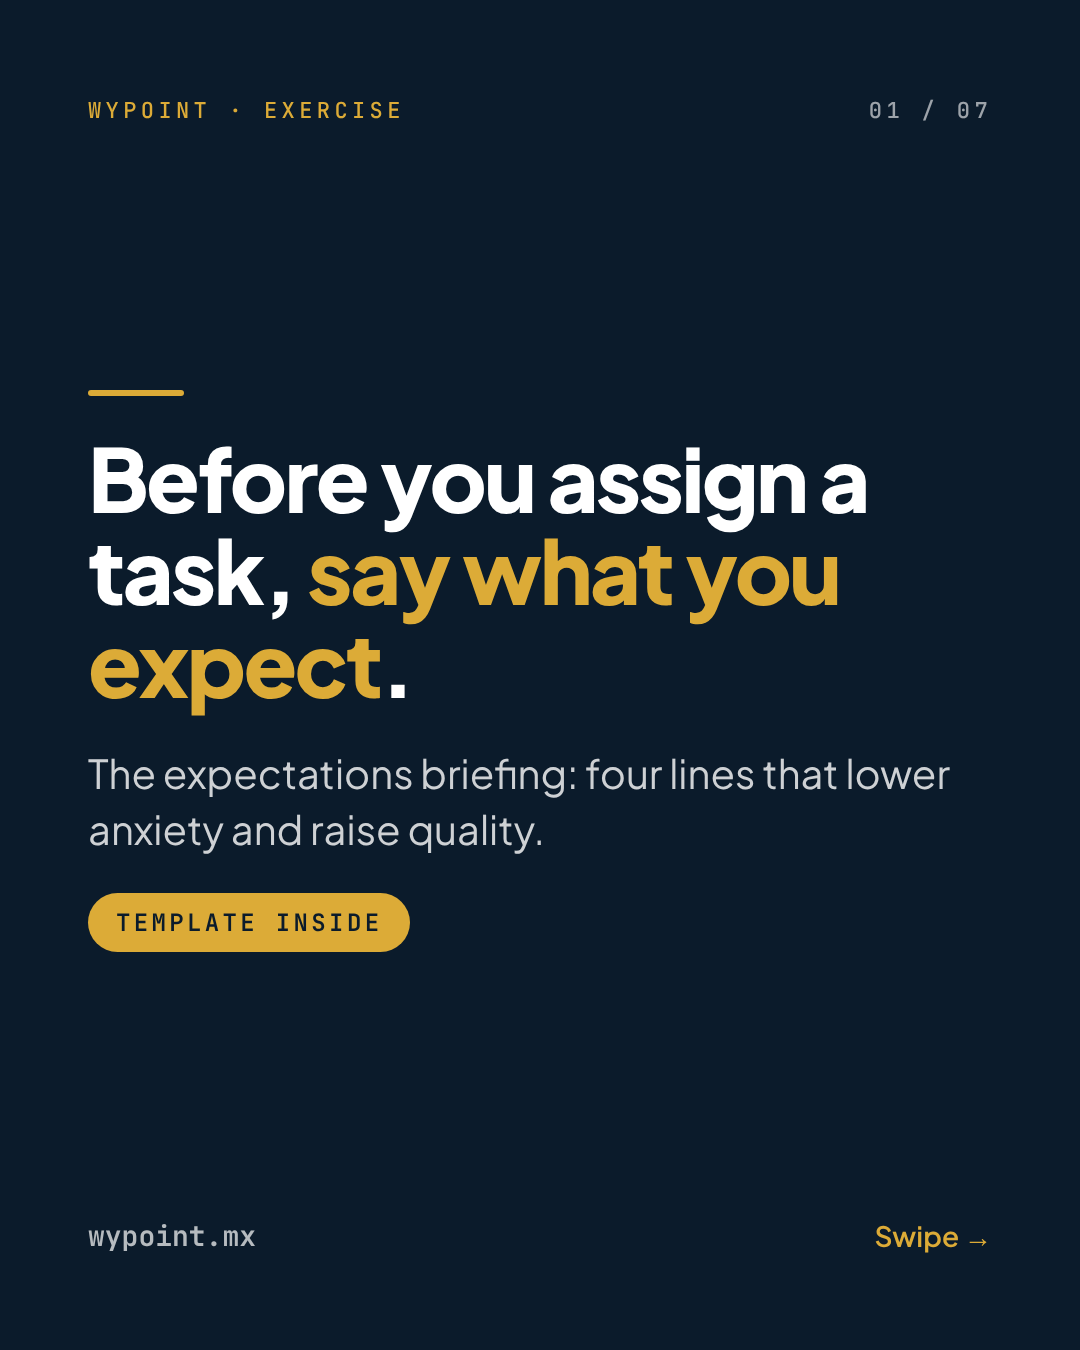 WYPOINT · EXERCISE
01 / 07
Before you assign a
task, say what you
expect.
The expectations briefing: four lines that lower
anxiety and raise quality.
TEMPLATE INSIDE
wypoint.mx
Swipe →